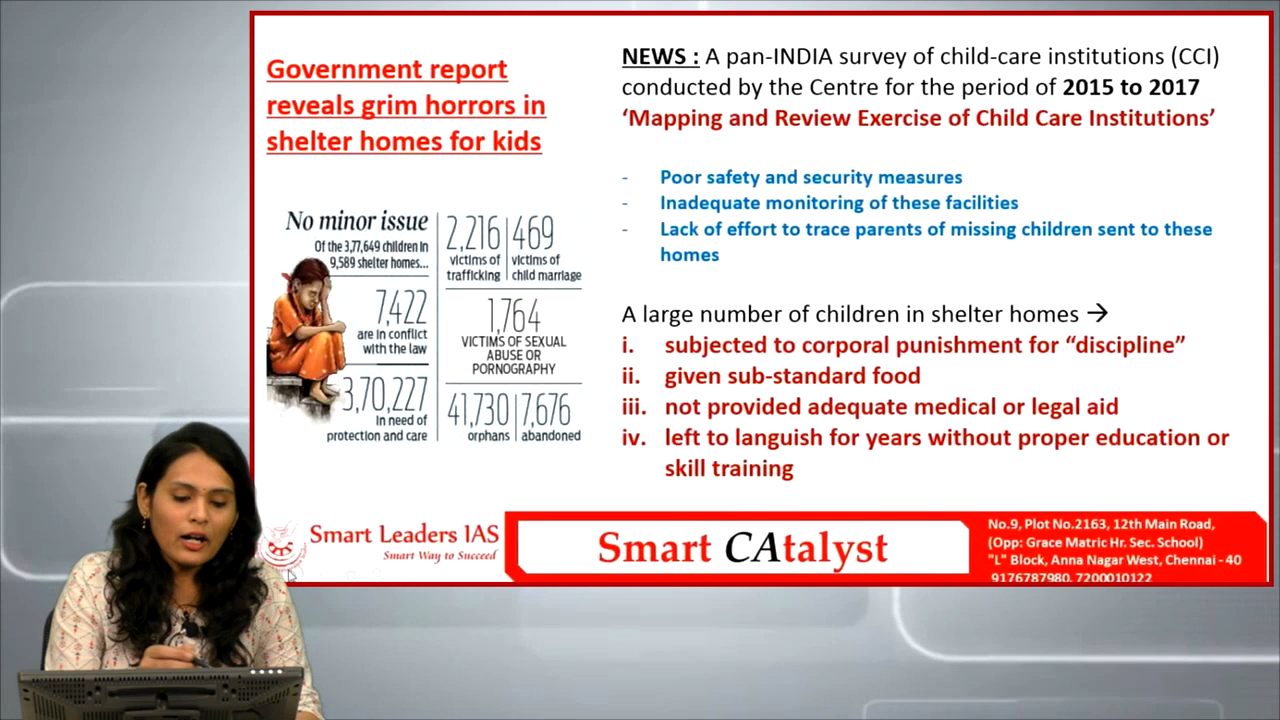 Government report
reveals grim horrors in
shelter homes for kids
No minor issue
Of the 3,77,649 children in
9,589 shelter homes...
7,422
are in conflict
with the law
3,70,227
in need of
protection and care
2,216
victims of
trafficking
469
victims of
child marriage
1,764
VICTIMS OF SEXUAL
ABUSE OR
PORNOGRAPHY
41,730
orphans
7,676
abandoned
NEWS : A pan-INDIA survey of child-care institutions (CCI)
conducted by the Centre for the period of 2015 to 2017
‘Mapping and Review Exercise of Child Care Institutions’
- Poor safety and security measures
- Inadequate monitoring of these facilities
- Lack of effort to trace parents of missing children sent to these
homes
A large number of children in shelter homes →
i. subjected to corporal punishment for “discipline”
ii. given sub-standard food
iii. not provided adequate medical or legal aid
iv. left to languish for years without proper education or
skill training
Smart Leaders IAS
Smart Way to Succeed
Smart CAtalyst
No.9, Plot No.2163, 12th Main Road,
(Opp: Grace Matric Hr. Sec. School)
"L" Block, Anna Nagar West, Chennai - 40
9176787980, 7200010122